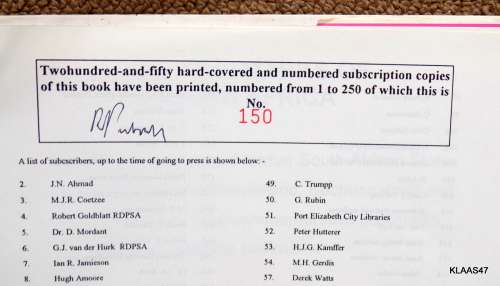 Twohundred-and-fifty hard-covered and numbered subscription copies
of this book have been printed, numbered from 1 to 250 of which this is
No.
150
A list of subcscribers, up to the time of going to press is shown below: -
2. J.N. Ahmad
3. M.J.R. Coetzee
4. Robert Goldblatt RDPSA
5. Dr. D. Mordant
6. G.J. van der Hurk RDPSA
7. Ian R. Jamieson
8. Hugh Amoore
49. C. Trumpp
50. G. Rubin
51. Port Elizabeth City Libraries
52. Peter Hutterer
53. H.J.G. Kamffer
54. M.H. Gerdis
57. Derek Watts
KLAAS47